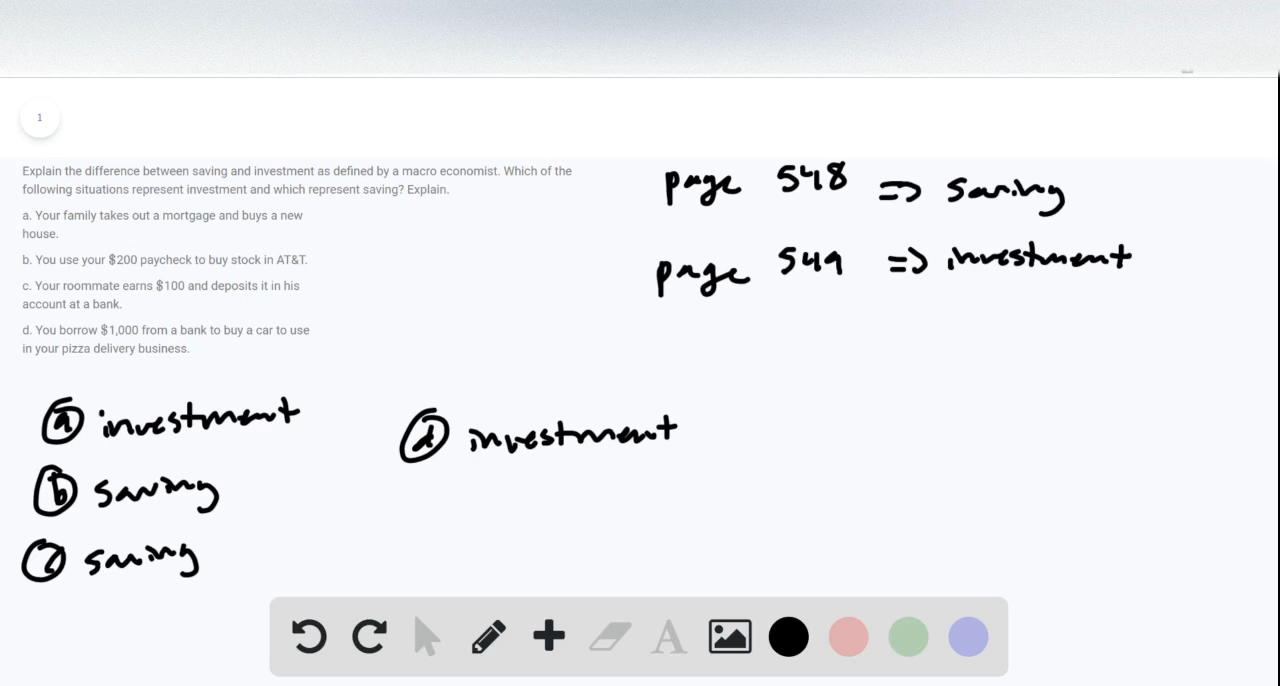 1
Explain the difference between saving and investment as defined by a macro economist. Which of the
following situations represent investment and which represent saving? Explain.
a. Your family takes out a mortgage and buys a new
house.
b. You use your $200 paycheck to buy stock in AT&T.
c. Your roommate earns $100 and deposits it in his
account at a bank.
d. You borrow $1,000 from a bank to buy a car to use
in your pizza delivery business.
page 548 => saving
page 549 => investment
a investment
b saving
c saving
d investment
A